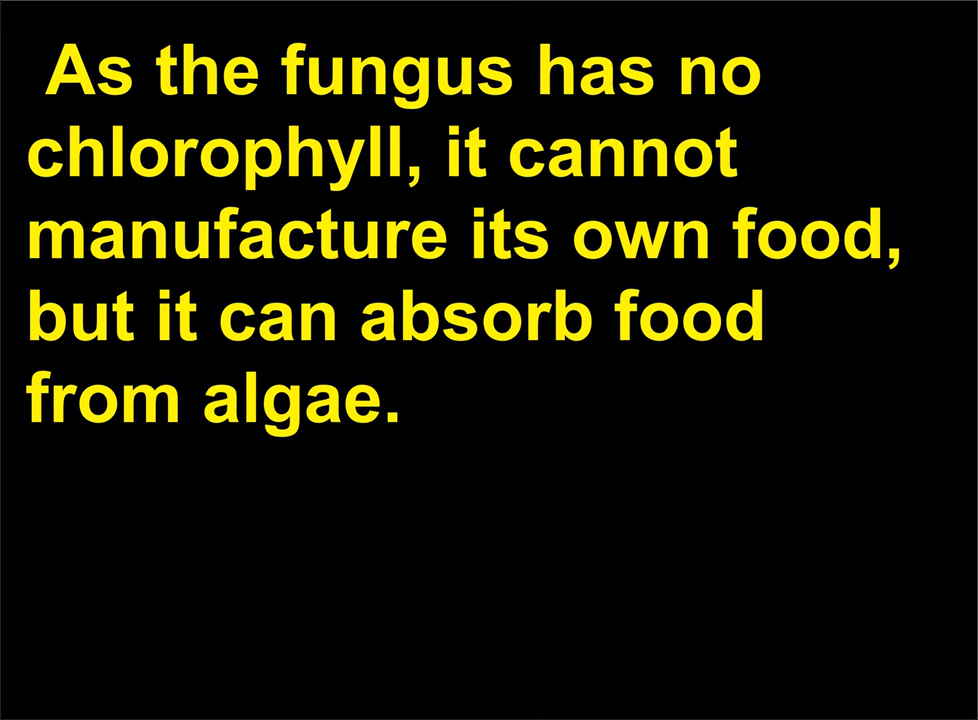 As the fungus has no
chlorophyll, it cannot
manufacture its own food,
but it can absorb food
from algae.